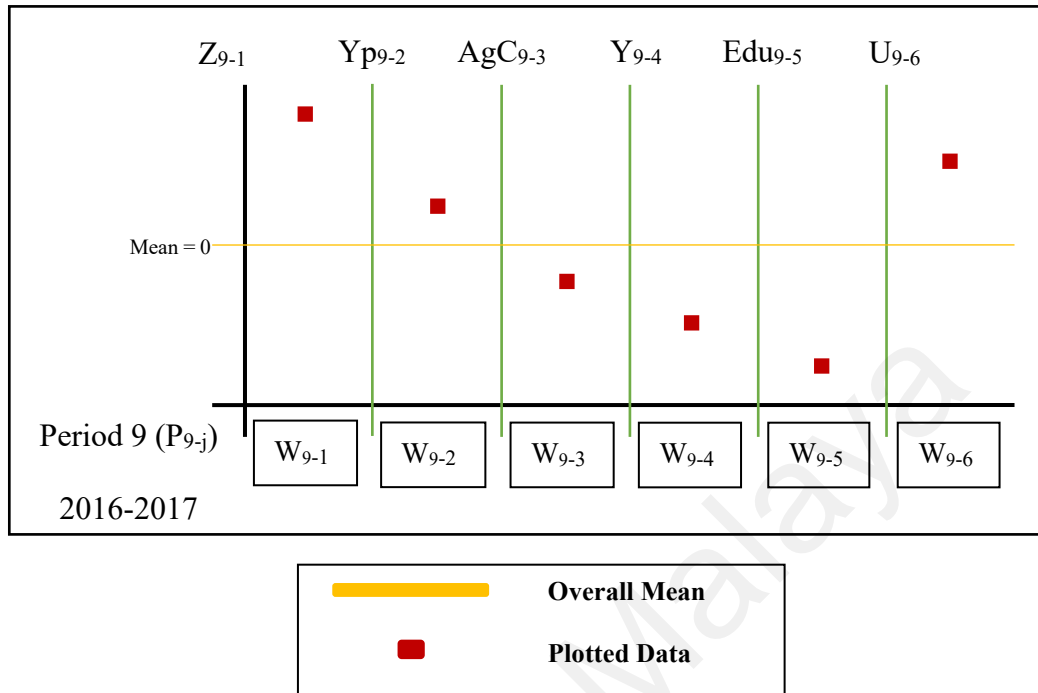 Z9-1 Yp9-2 AgC9-3 Y9-4 Edu9-5 U9-6
Mean = 0
Period 9 (P9-j) W9-1 W9-2 W9-3 W9-4 W9-5 W9-6
2016-2017
Overall Mean
Plotted Data
Malaya